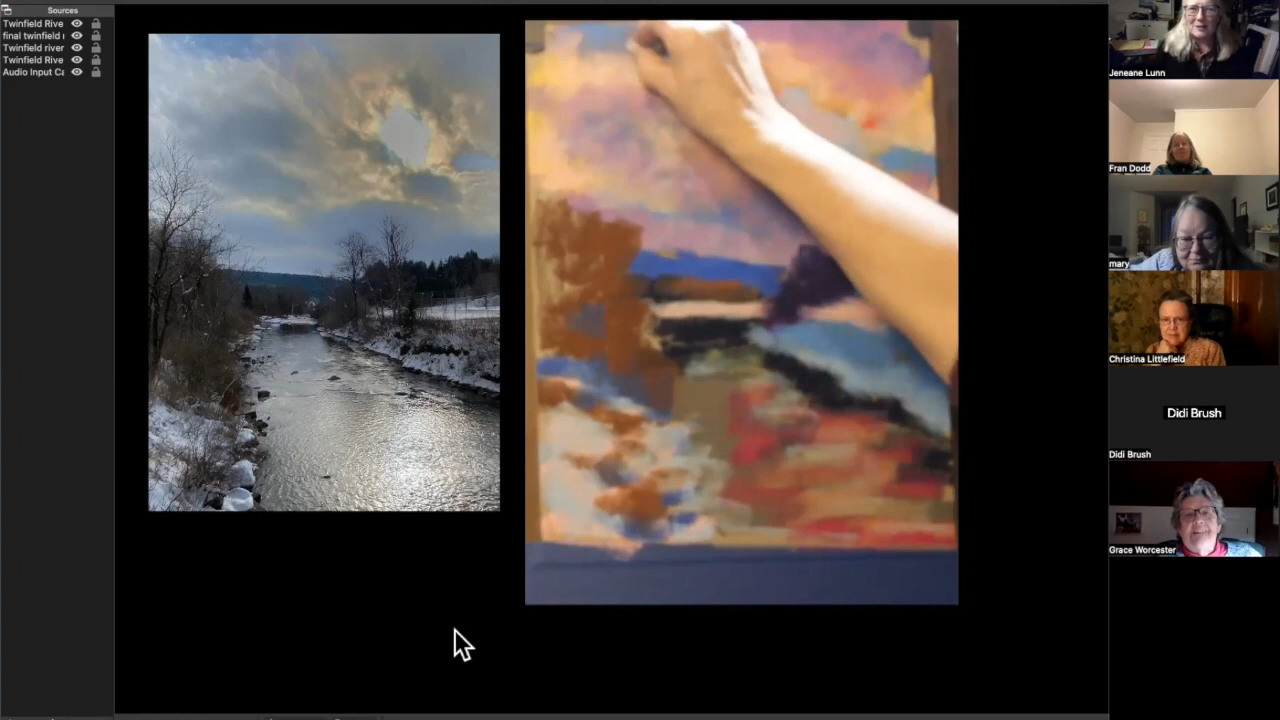 Sources
Twinfield Rive
final twinfield r
Twinfield river
Twinfield Rive
Audio Input Ca
Jeneane Lunn
Fran Dodd
mary
Christina Littlefield
Didi Brush
Didi Brush
Grace Worcester